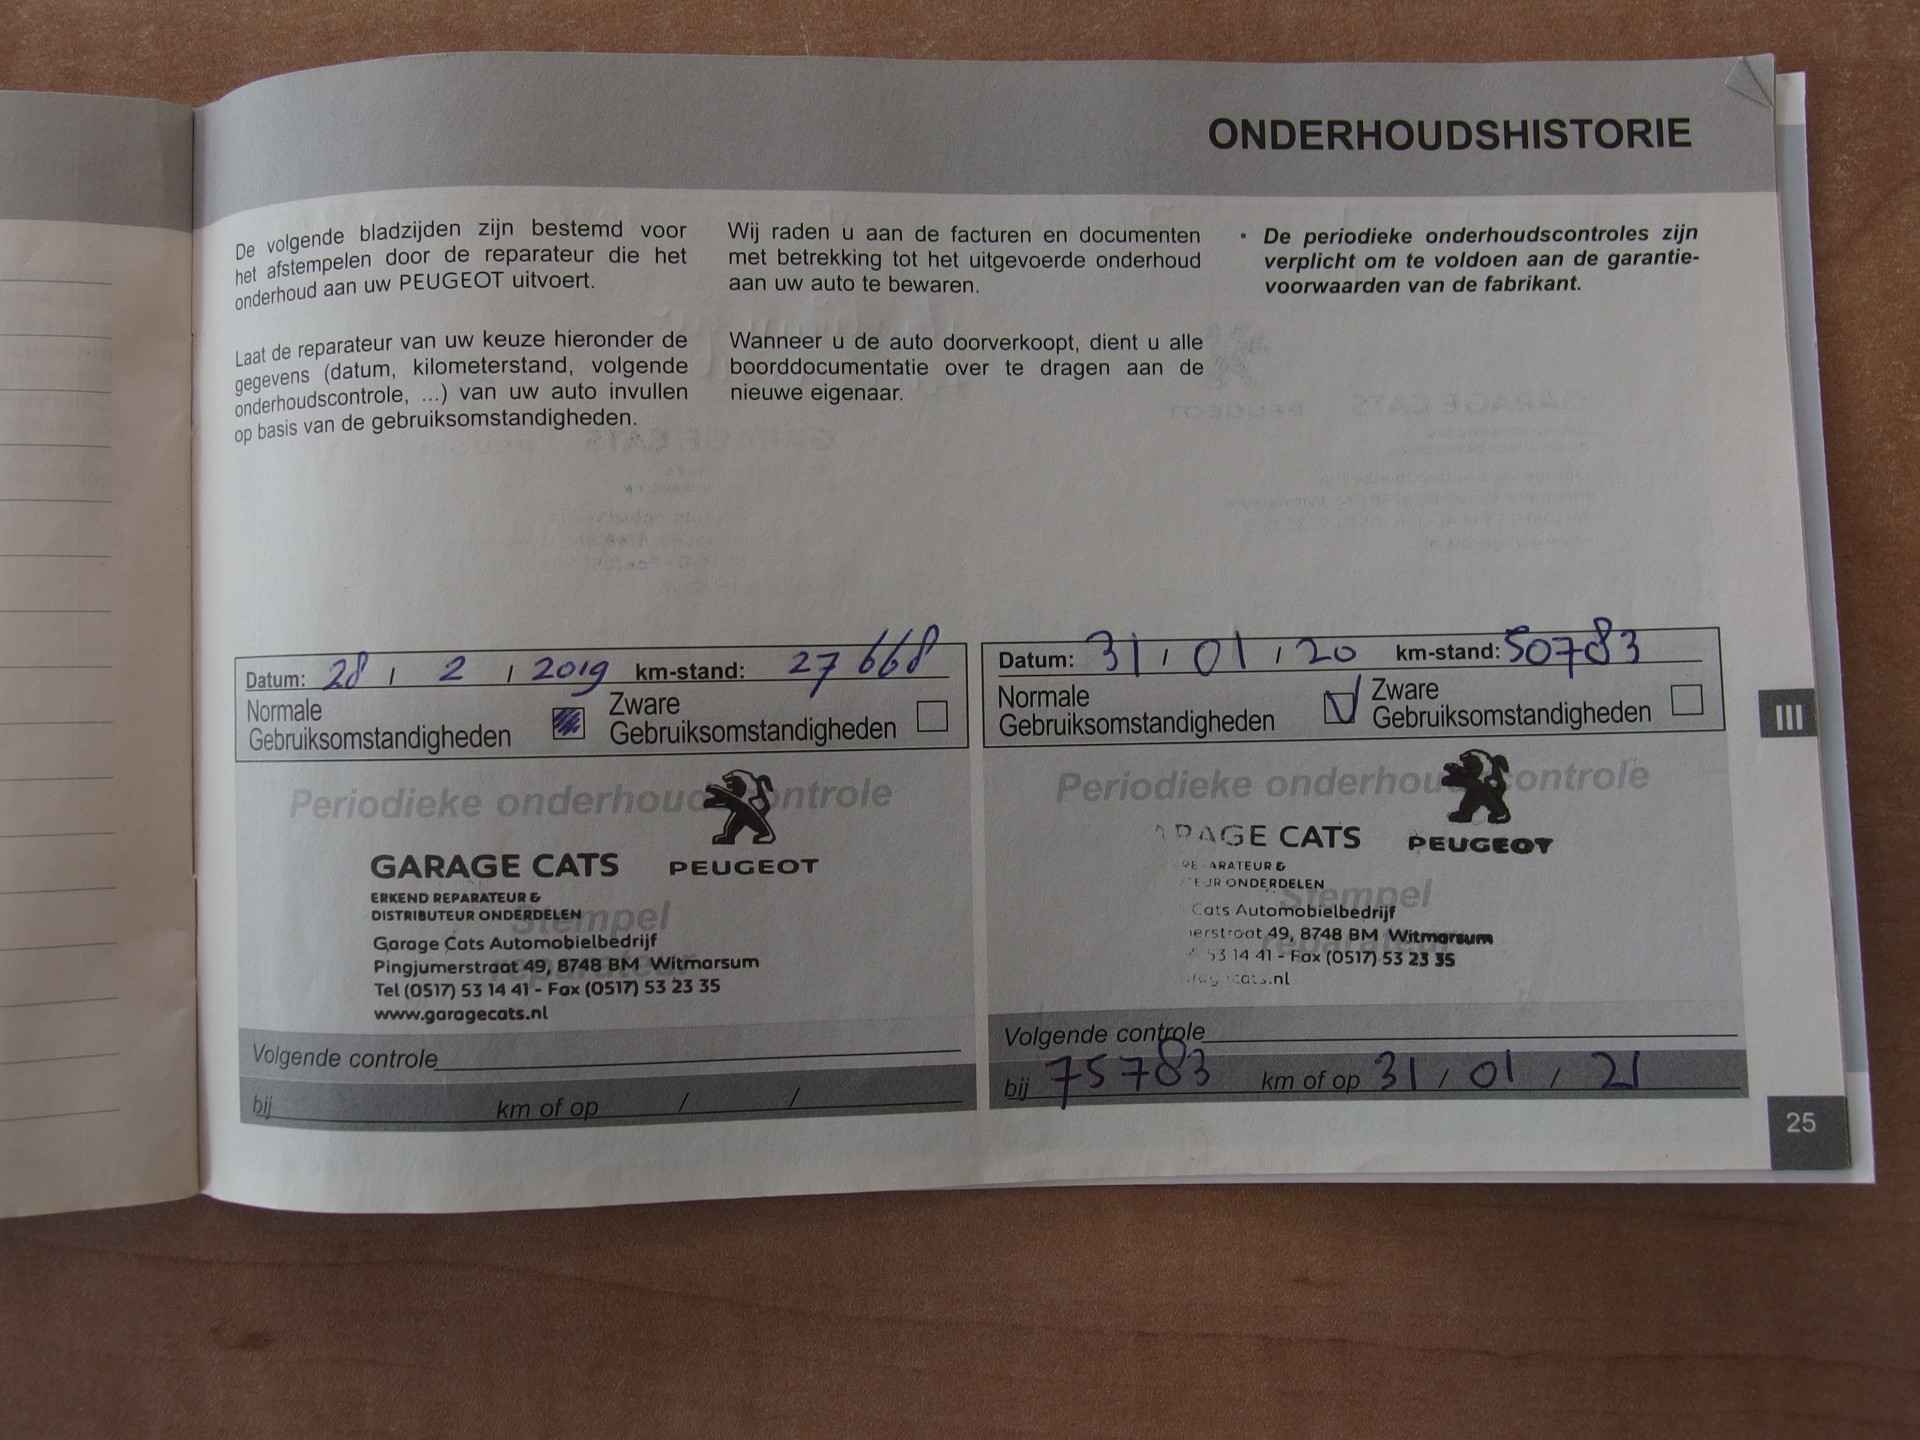 ONDERHOUDSHISTORIE
De volgende bladzijden zijn bestemd voor
het afstempelen door de reparateur die het
onderhoud aan uw PEUGEOT uitvoert.
Laat de reparateur van uw keuze hieronder de
gegevens (datum, kilometerstand, volgende
onderhoudscontrole, ...) van uw auto invullen
op basis van de gebruiksomstandigheden.
Wij raden u aan de facturen en documenten
met betrekking tot het uitgevoerde onderhoud
aan uw auto te bewaren.
Wanneer u de auto doorverkoopt, dient u alle
boorddocumentatie over te dragen aan de
nieuwe eigenaar.
• De periodieke onderhoudscontroles zijn
verplicht om te voldoen aan de garantie-
voorwaarden van de fabrikant.
Datum: 28 / 2 / 2019 km-stand: 27668
Normale
Gebruiksomstandigheden
Zware
Gebruiksomstandigheden
Periodieke onderhoudscontrole
PEUGEOT
GARAGE CATS
ERKEND REPARATEUR &
DISTRIBUTEUR ONDERDELEN
Stempel
reparateur
Garage Cats Automobielbedrijf
Pingjumerstraat 49, 8748 BM Witmarsum
Tel (0517) 53 14 41 - Fax (0517) 53 23 35
www.garagecats.nl
Volgende controle
bij km of op / /
Datum: 31 / 01 / 20 km-stand: 50783
Normale
Gebruiksomstandigheden
Zware
Gebruiksomstandigheden
Periodieke onderhoudscontrole
PEUGEOT
GARAGE CATS
ONDERDELEN
Stempel
reparateur
Cats Automobielbedrijf
49, 8748 BM Witmarsum
53 14 41 - Fax (0517) 53 23 35
Volgende controle
bij 75783 km of op 31 / 01 / 21
III
25